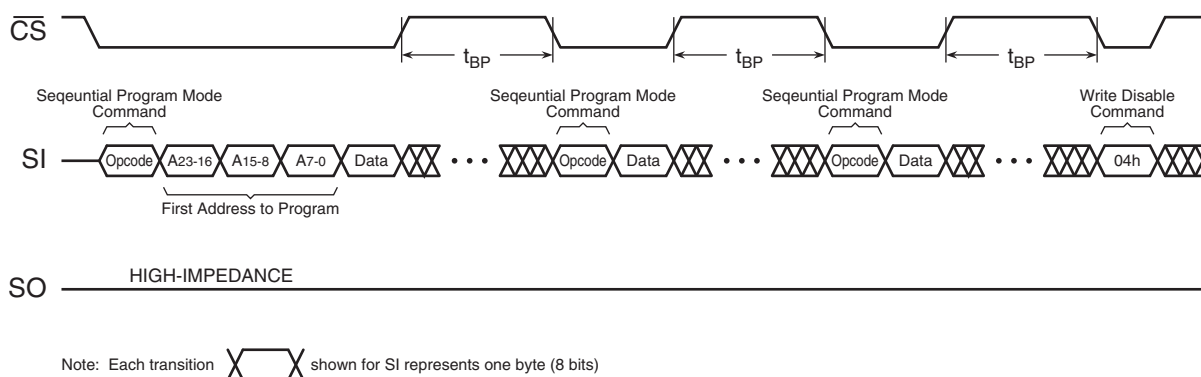 CS
tBP tBP tBP
Seqeuntial Program Mode Command
Seqeuntial Program Mode Command
Seqeuntial Program Mode Command
Write Disable Command
SI
Opcode A23-16 A15-8 A7-0 Data • • • Opcode Data • • • Opcode Data • • • 04h
First Address to Program
HIGH-IMPEDANCE
SO
Note: Each transition shown for SI represents one byte (8 bits)